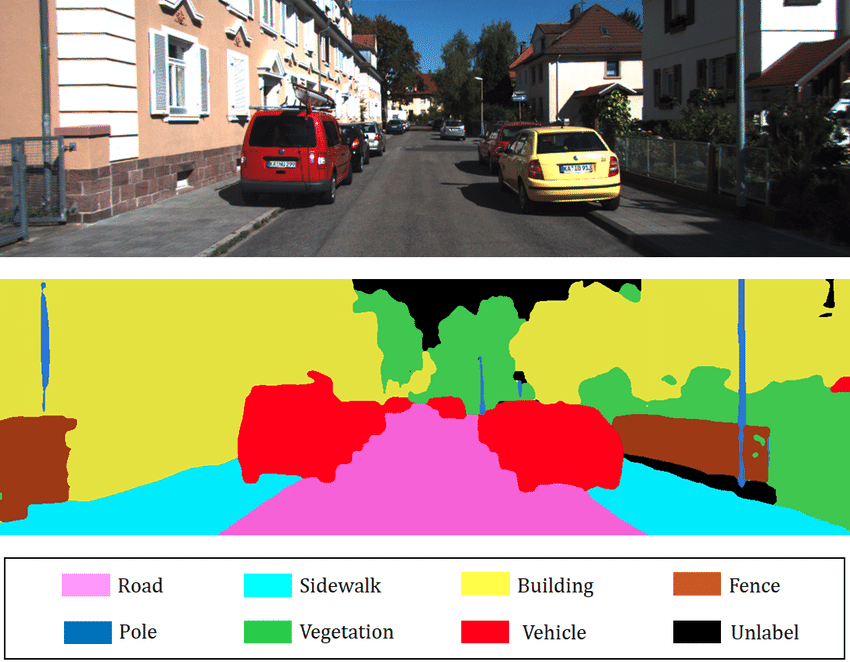 Road Sidewalk Building Fence
Pole Vegetation Vehicle Unlabel